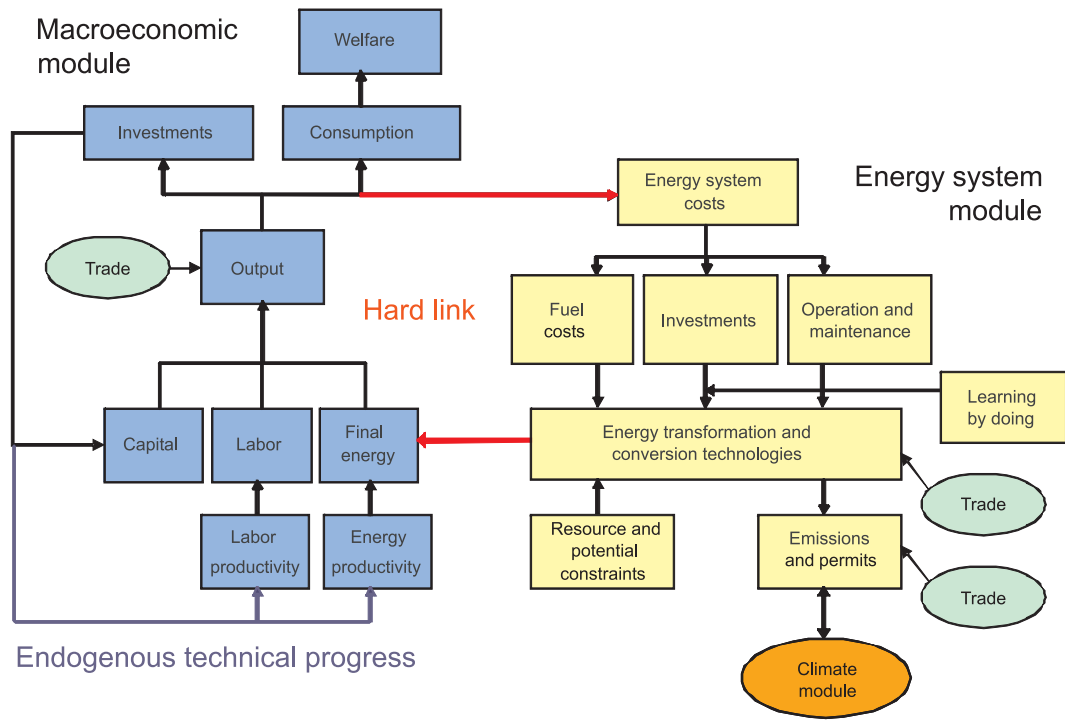 Macroeconomic
module
Welfare
Investments
Consumption
Energy system
costs
Energy system
module
Trade
Output
Hard link
Fuel
costs
Investments
Operation and
maintenance
Learning
by doing
Capital
Labor
Final
energy
Energy transformation and
conversion technologies
Trade
Labor
productivity
Energy
productivity
Resource and
potential
constraints
Emissions
and permits
Trade
Endogenous technical progress
Climate
module